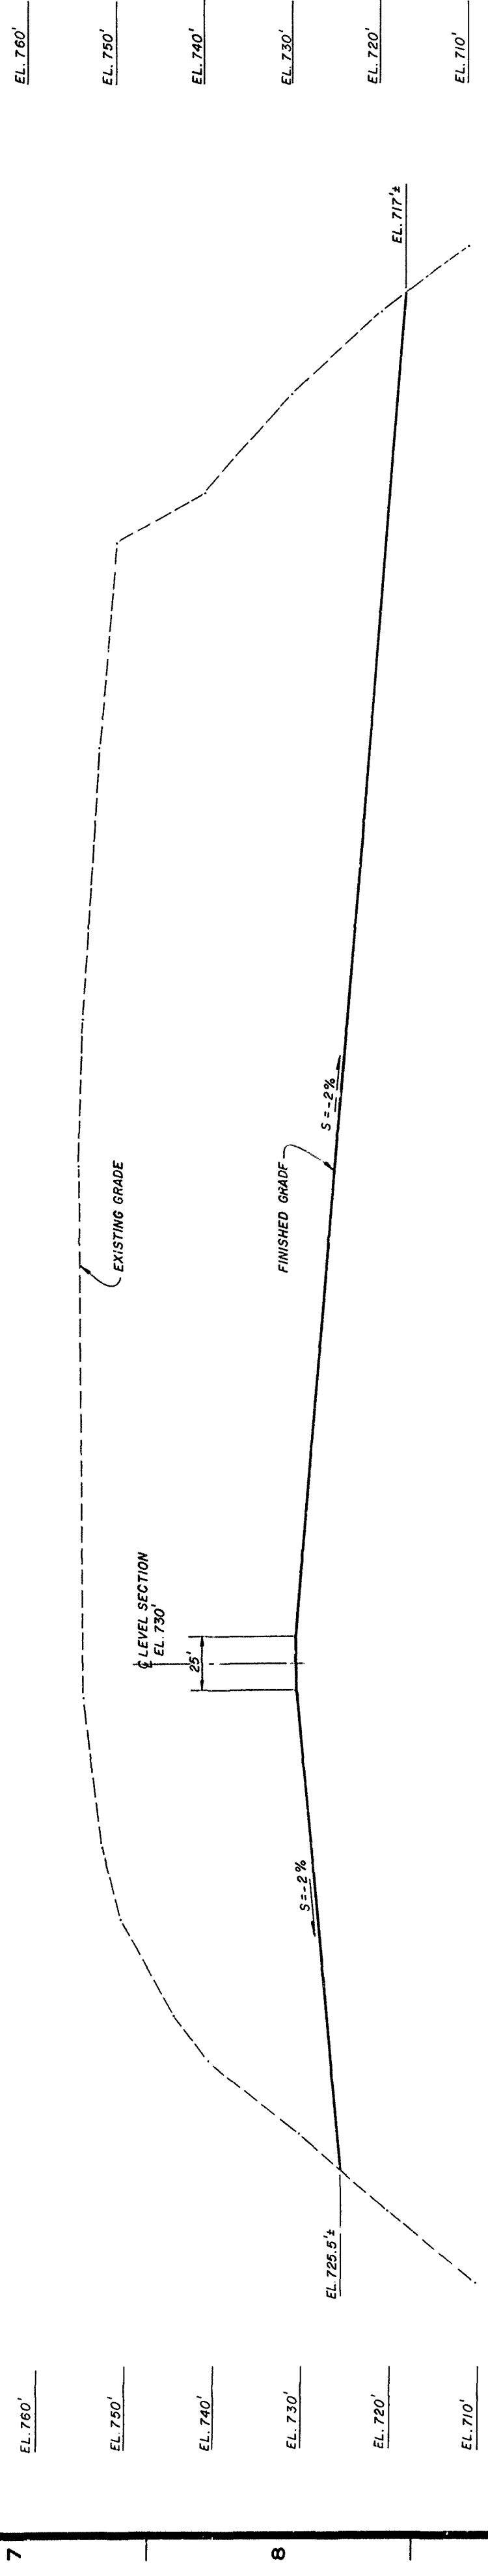 EL. 760'
EL. 750'
EL. 740'
EL. 730'
EL. 720'
EL. 710'
EL. 717'±
S = -2%
FINISHED GRADE
EXISTING GRADE
℄ LEVEL SECTION
EL. 730'
25'
S = -2%
EL. 725.5'±
EL. 760'
EL. 750'
EL. 740'
EL. 730'
EL. 720'
EL. 710'
7
8